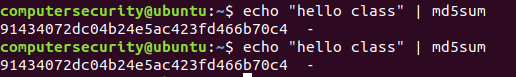 computersecurity@ubuntu:~$ echo "hello class" | md5sum
91434072dc04b24e5ac423fd466b70c4  -
computersecurity@ubuntu:~$ echo "hello class" | md5sum
91434072dc04b24e5ac423fd466b70c4  -